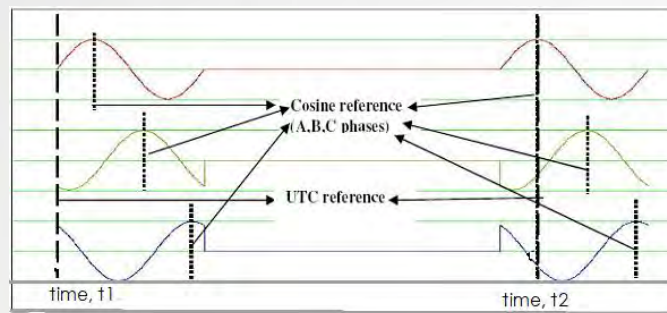 Cosine reference
(A,B,C phases)
UTC reference
time, t1
time, t2